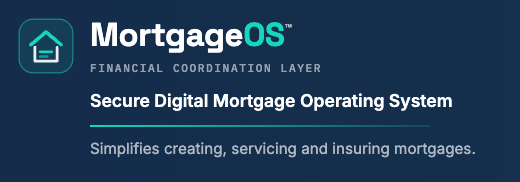 MortgageOS™
FINANCIAL COORDINATION LAYER
Secure Digital Mortgage Operating System
Simplifies creating, servicing and insuring mortgages.